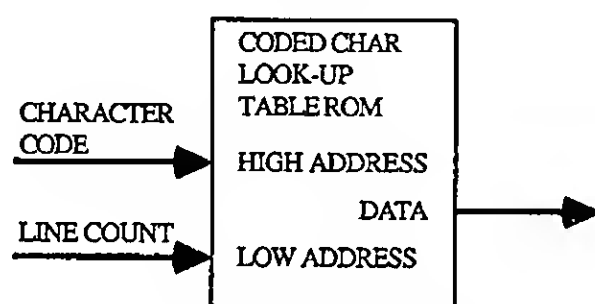 CODED CHAR
LOOK-UP
TABLE ROM
CHARACTER
CODE
HIGH ADDRESS
DATA
LINE COUNT
LOW ADDRESS